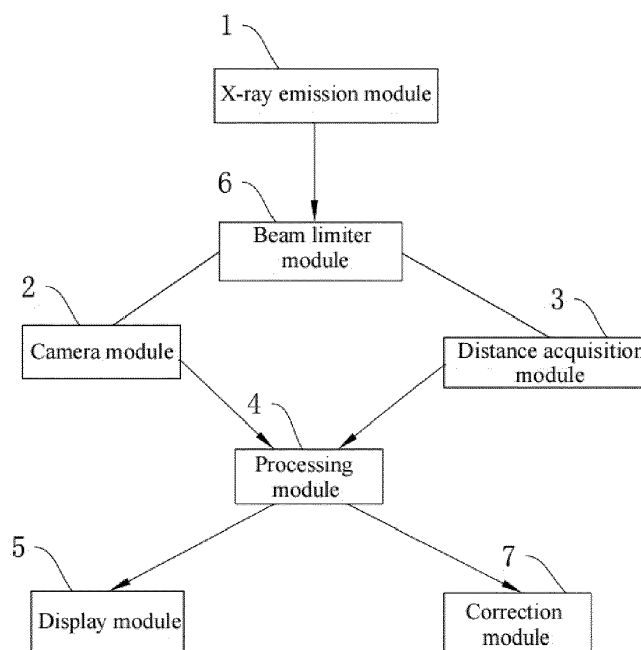 1
X-ray emission module
6
Beam limiter
module
2
3
Camera module
Distance acquisition
module
4
Processing
module
5
7
Display module
Correction
module